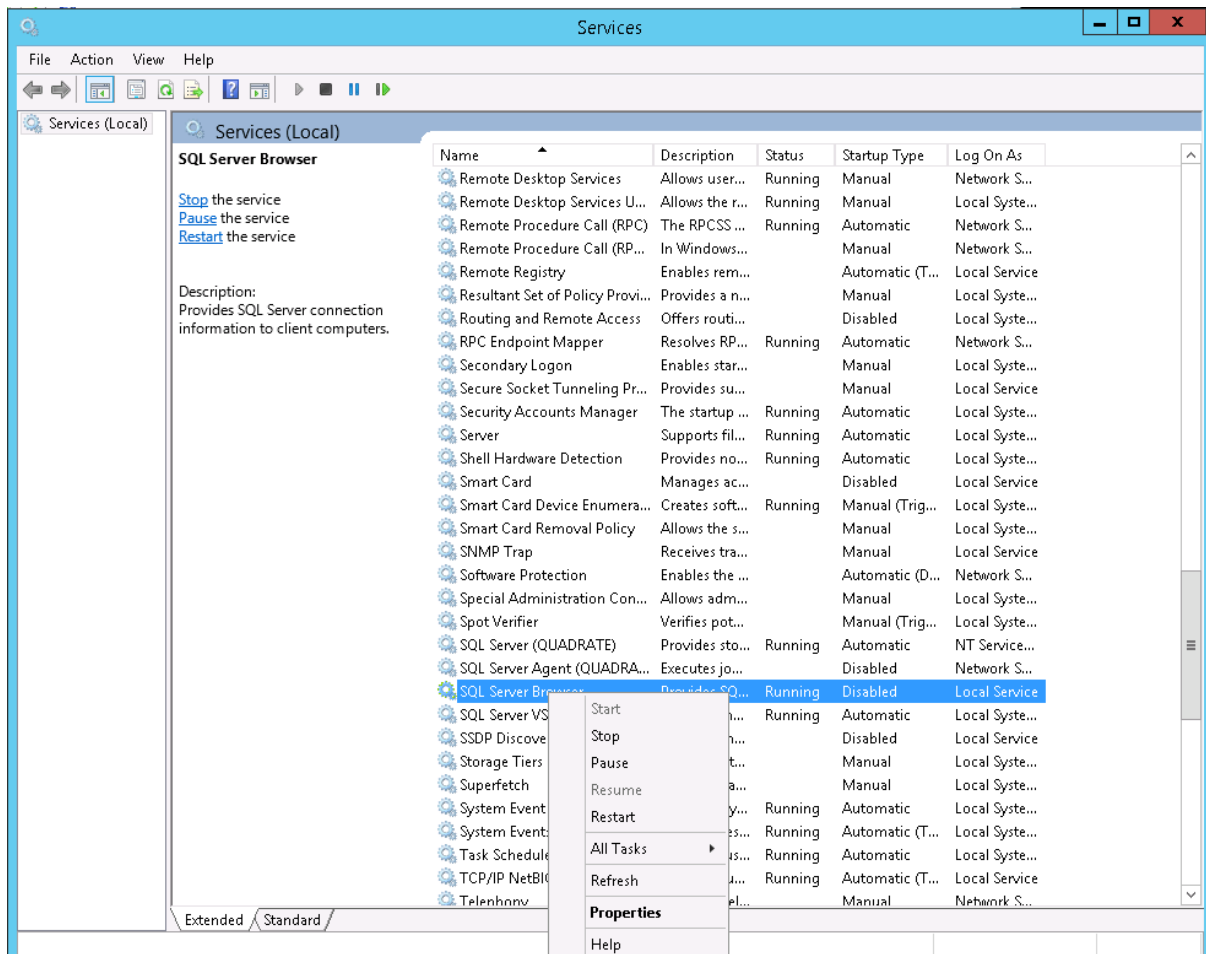 Services
File Action View Help
Services (Local)
Services (Local)
SQL Server Browser
Stop the service
Pause the service
Restart the service
Description:
Provides SQL Server connection
information to client computers.
Name Description Status Startup Type Log On As
Remote Desktop Services Allows user... Running Manual Network S...
Remote Desktop Services U... Allows the r... Running Manual Local Syste...
Remote Procedure Call (RPC) The RPCSS ... Running Automatic Network S...
Remote Procedure Call (RP... In Windows... Manual Network S...
Remote Registry Enables rem... Automatic (T... Local Service
Resultant Set of Policy Provi... Provides a n... Manual Local Syste...
Routing and Remote Access Offers routi... Disabled Local Syste...
RPC Endpoint Mapper Resolves RP... Running Automatic Network S...
Secondary Logon Enables star... Manual Local Syste...
Secure Socket Tunneling Pr... Provides su... Manual Local Service
Security Accounts Manager The startup ... Running Automatic Local Syste...
Server Supports fil... Running Automatic Local Syste...
Shell Hardware Detection Provides no... Running Automatic Local Syste...
Smart Card Manages ac... Disabled Local Service
Smart Card Device Enumera... Creates soft... Running Manual (Trig... Local Syste...
Smart Card Removal Policy Allows the s... Manual Local Syste...
SNMP Trap Receives tra... Manual Local Service
Software Protection Enables the ... Automatic (D... Network S...
Special Administration Con... Allows adm... Manual Local Syste...
Spot Verifier Verifies pot... Manual (Trig... Local Syste...
SQL Server (QUADRATE) Provides sto... Running Automatic NT Service...
SQL Server Agent (QUADRA... Executes jo... Disabled Network S...
SQL Server Browser Provides SQ... Running Disabled Local Service
SQL Server VS Running Automatic Local Syste...
SSDP Discove Disabled Local Service
Storage Tiers Manual Local Syste...
Superfetch Manual Local Syste...
System Event Running Automatic Local Syste...
System Events Running Automatic (T... Local Syste...
Task Schedule Running Automatic Local Syste...
TCP/IP NetBIO Running Automatic (T... Local Service
Telephony Manual Network S...
Start
Stop
Pause
Resume
Restart
All Tasks
Refresh
Properties
Help
Extended Standard